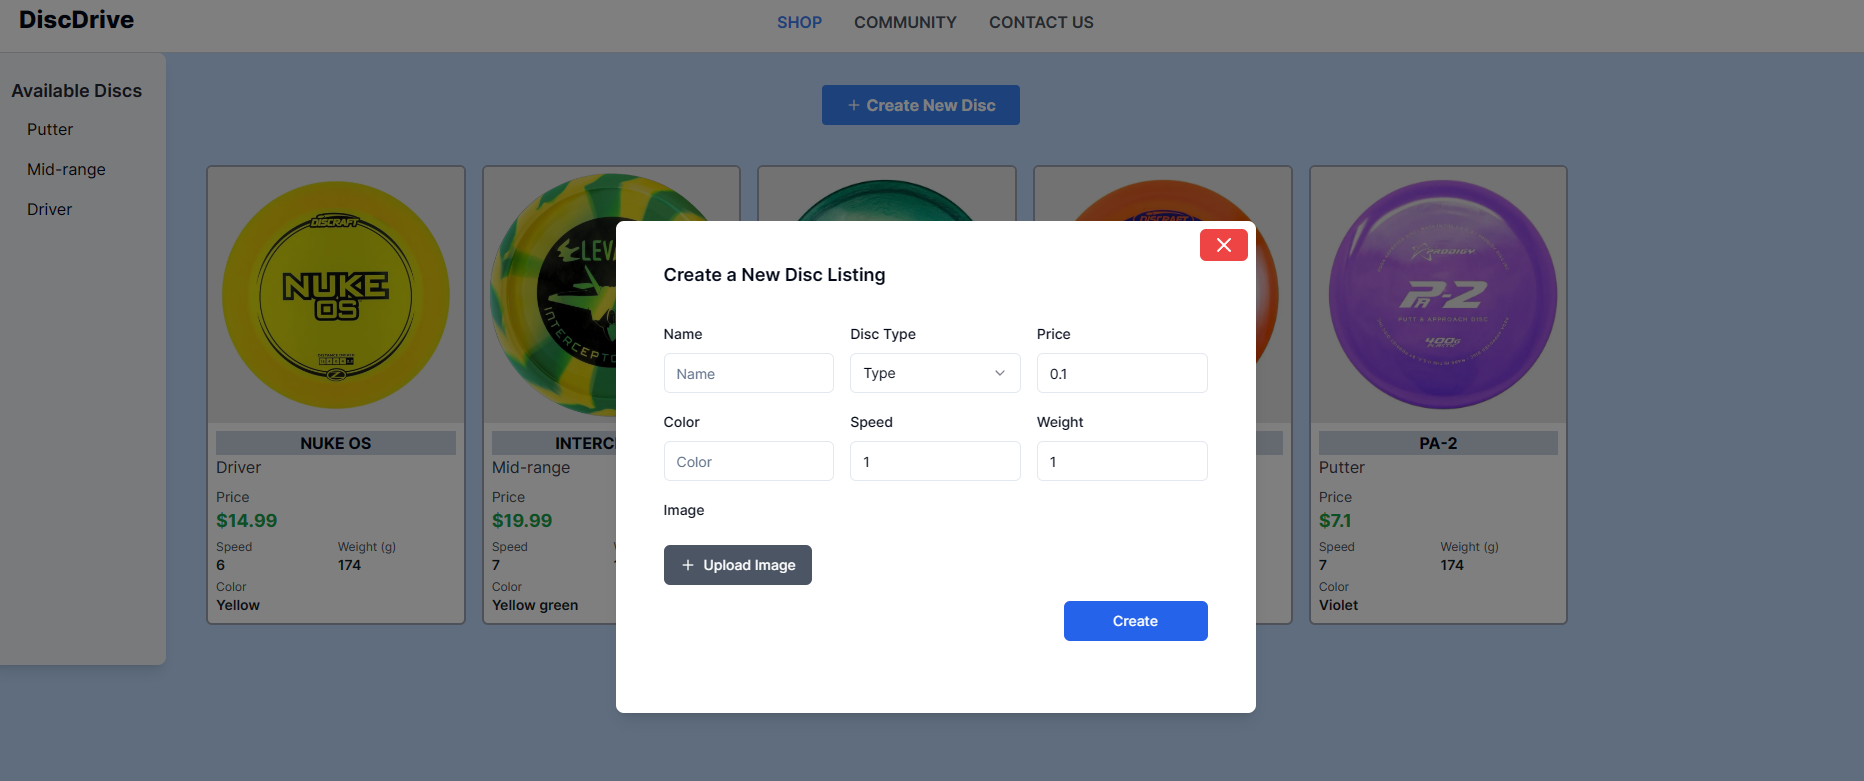 DiscDrive
SHOP COMMUNITY CONTACT US
Available Discs
Putter
Mid-range
Driver
+ Create New Disc
DISCRAFT
NUKE
OS
NUKE OS
Driver
Price
$14.99
Speed Weight (g)
6 174
Color
Yellow
Mid-range
Price
$19.99
Speed
7
Color
Yellow green
DISCRAFT
PRODIGY
PA-2
PUTT & APPROACH DISC
400G
PA-2
Putter
Price
$7.1
Speed Weight (g)
7 174
Color
Violet
Create a New Disc Listing
Name Disc Type Price
Name Type 0.1
Color Speed Weight
Color 1 1
Image
+ Upload Image
Create